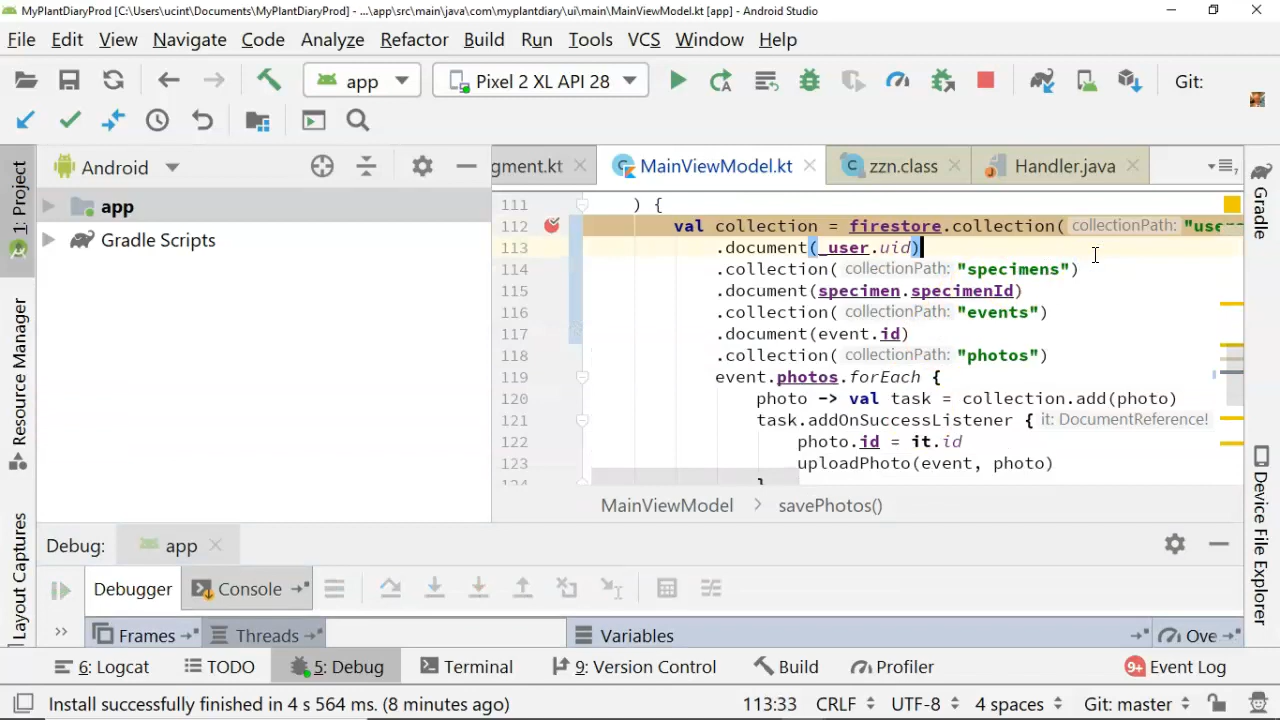 MyPlantDiaryProd [C:\Users\ucint\Documents\MyPlantDiaryProd] - ...\app\src\main\java\com\myplantdiary\ui\main\MainViewModel.kt [app] - Android Studio
File Edit View Navigate Code Analyze Refactor Build Run Tools VCS Window Help
app Pixel 2 XL API 28 Git:
1: Project
Resource Manager
Layout Captures
Android
app
Gradle Scripts
gment.kt MainViewModel.kt zzn.class Handler.java
111 ) {
112 val collection = firestore.collection( collectionPath: "use
113 .document(_user.uid)
114 .collection( collectionPath: "specimens")
115 .document(specimen.specimenId)
116 .collection( collectionPath: "events")
117 .document(event.id)
118 .collection( collectionPath: "photos")
119 event.photos.forEach {
120 photo -> val task = collection.add(photo)
121 task.addOnSuccessListener { it: DocumentReference!
122 photo.id = it.id
123 uploadPhoto(event, photo)
124 }
MainViewModel > savePhotos()
Gradle
Device File Explorer
Debug: app
Debugger Console
>> Frames Threads Variables Ove
6: Logcat TODO 5: Debug Terminal 9: Version Control Build Profiler 9+ Event Log
Install successfully finished in 4 s 564 ms. (8 minutes ago) 113:33 CRLF UTF-8 4 spaces Git: master